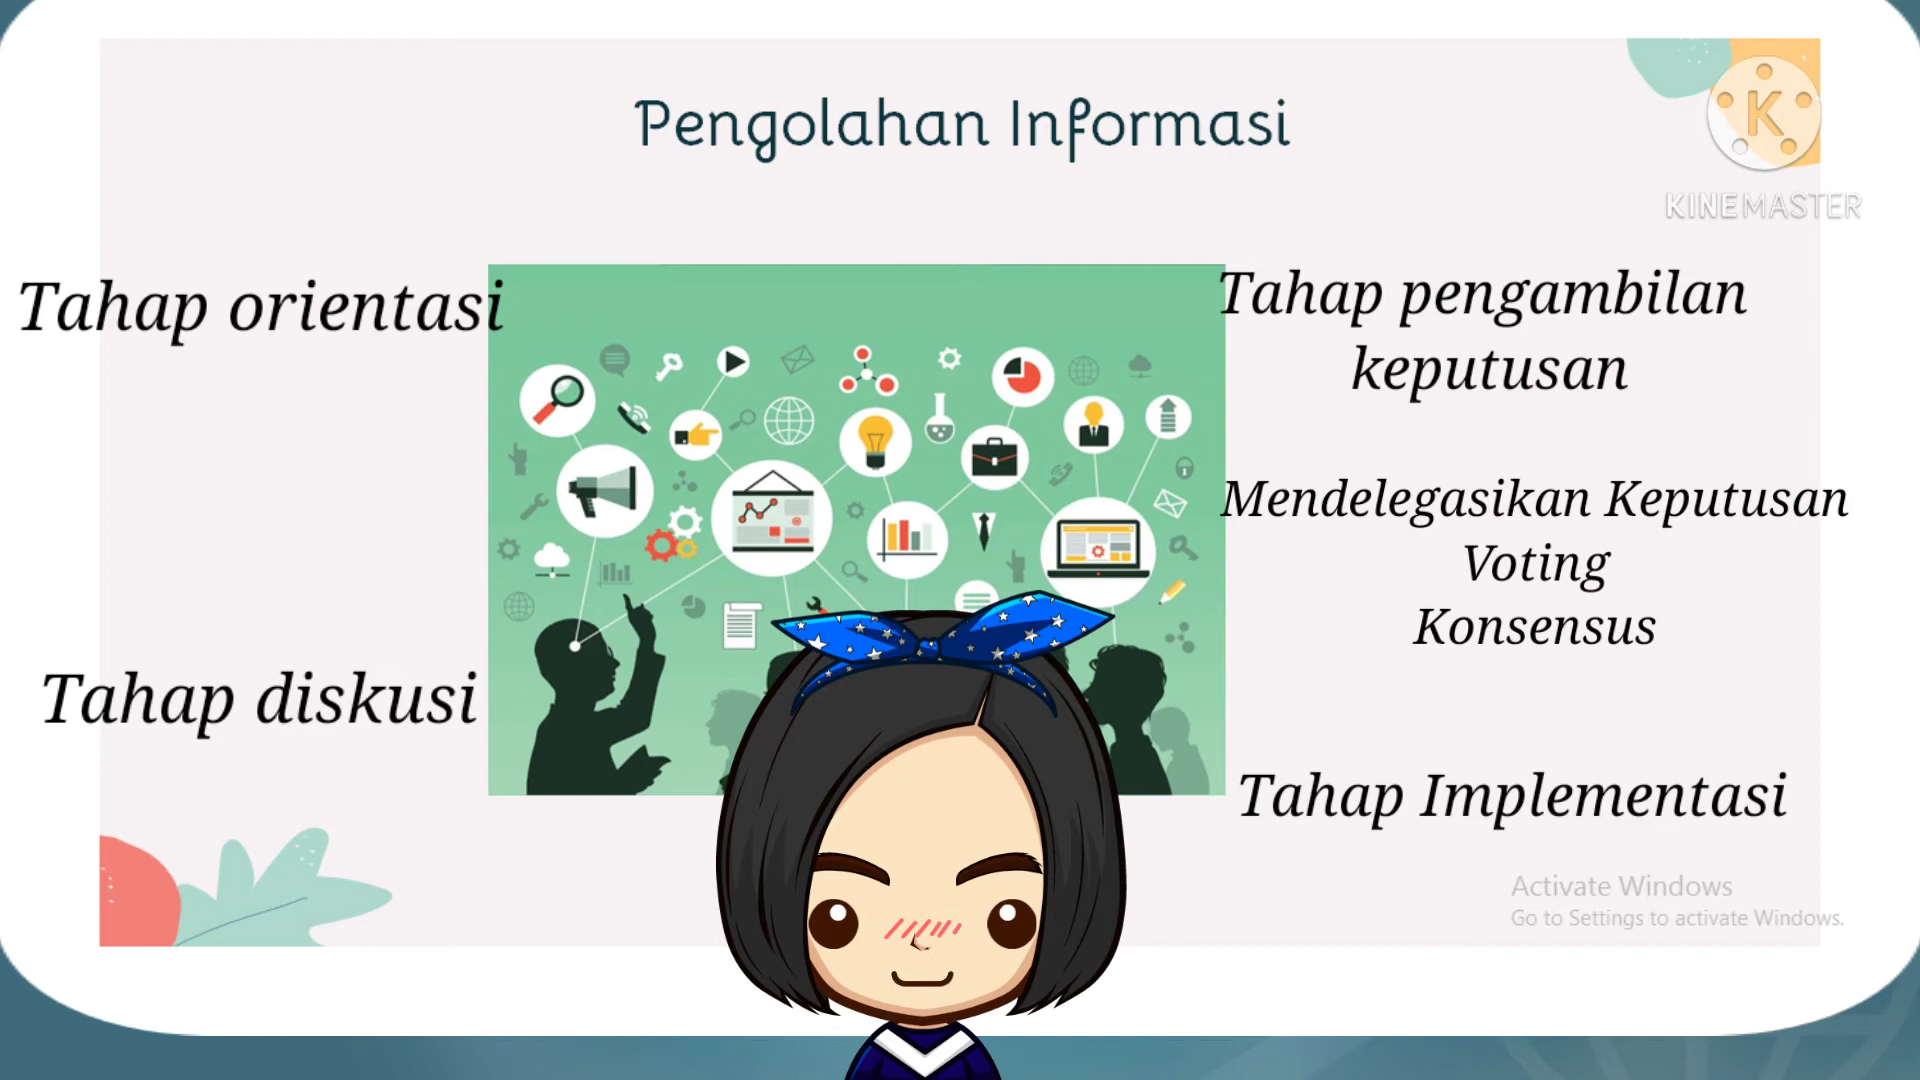 Pengolahan Informasi
K
KINEMASTER
Tahap orientasi
Tahap diskusi
Tahap pengambilan
keputusan
Mendelegasikan Keputusan
Voting
Konsensus
Tahap Implementasi
Activate Windows
Go to Settings to activate Windows.